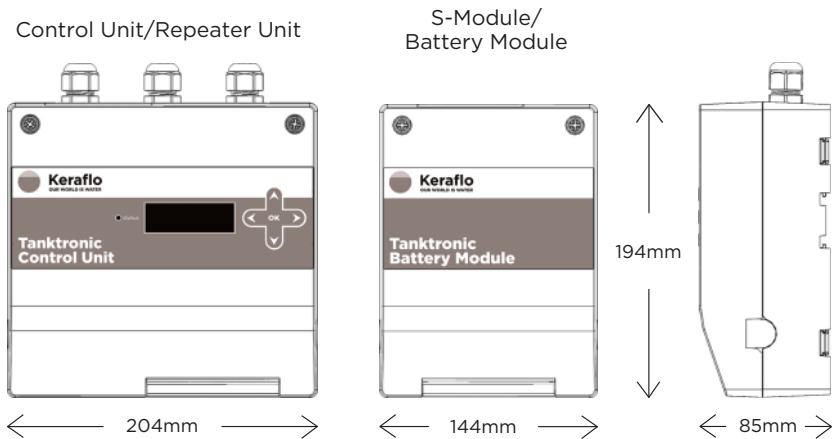 Control Unit/Repeater Unit
S-Module/
Battery Module
Keraflo
OUR WORLD IS WATER
Status
OK
Tanktronic
Control Unit
Keraflo
OUR WORLD IS WATER
Tanktronic
Battery Module
194mm
204mm
144mm
85mm